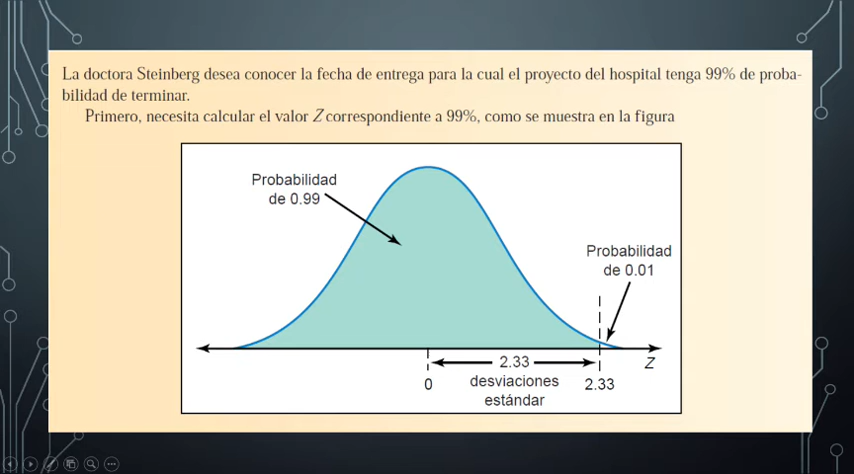 La doctora Steinberg desea conocer la fecha de entrega para la cual el proyecto del hospital tenga 99% de proba-
bilidad de terminar.
Primero, necesita calcular el valor Z correspondiente a 99%, como se muestra en la figura
Probabilidad
de 0.99
Probabilidad
de 0.01
2.33
Z
0
desviaciones
2.33
estándar